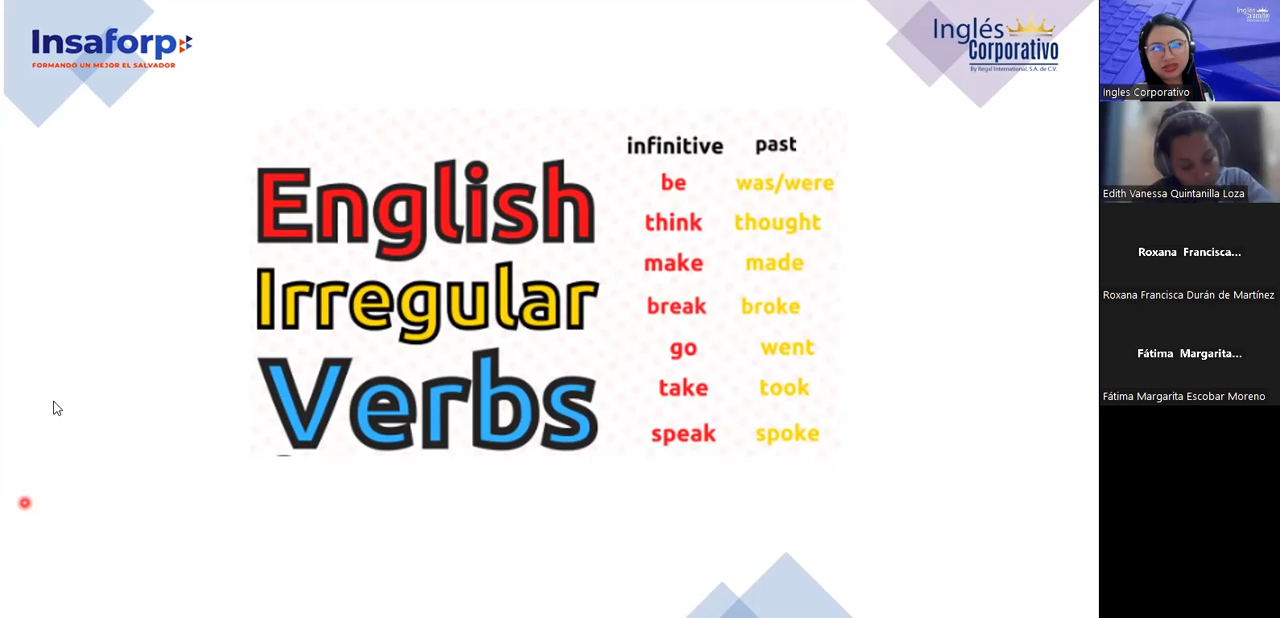 Insaforp
FORMANDO UN MEJOR EL SALVADOR
Inglés
Corporativo
By Regal International, S.A. de C.V.
English
Irregular
Verbs
infinitive past
be was/were
think thought
make made
break broke
go went
take took
speak spoke
Inglés
Ingles Corporativo
Edith Vanessa Quintanilla Loza
Roxana Francisca...
Roxana Francisca Durán de Martínez
Fátima Margarita...
Fátima Margarita Escobar Moreno